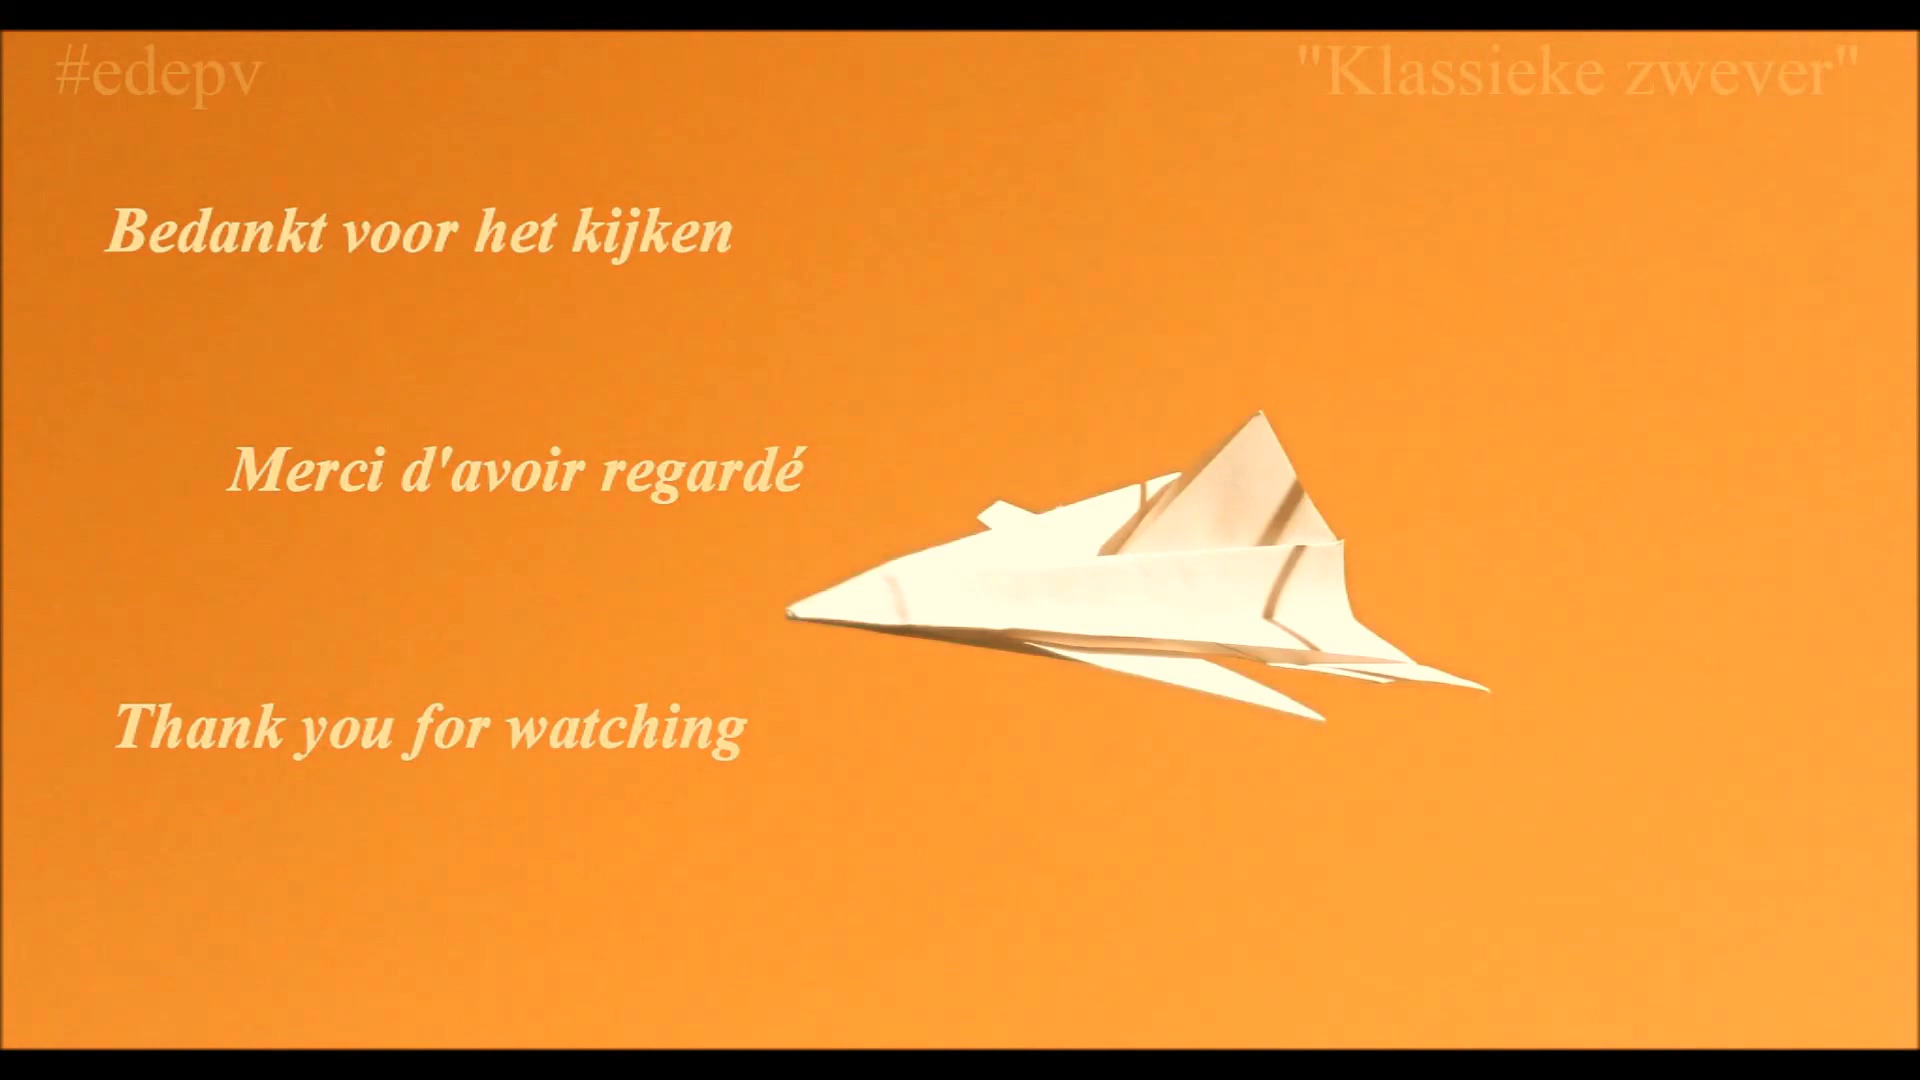 #edepv
"Klassieke zwever"
Bedankt voor het kijken
Merci d'avoir regardé
Thank you for watching